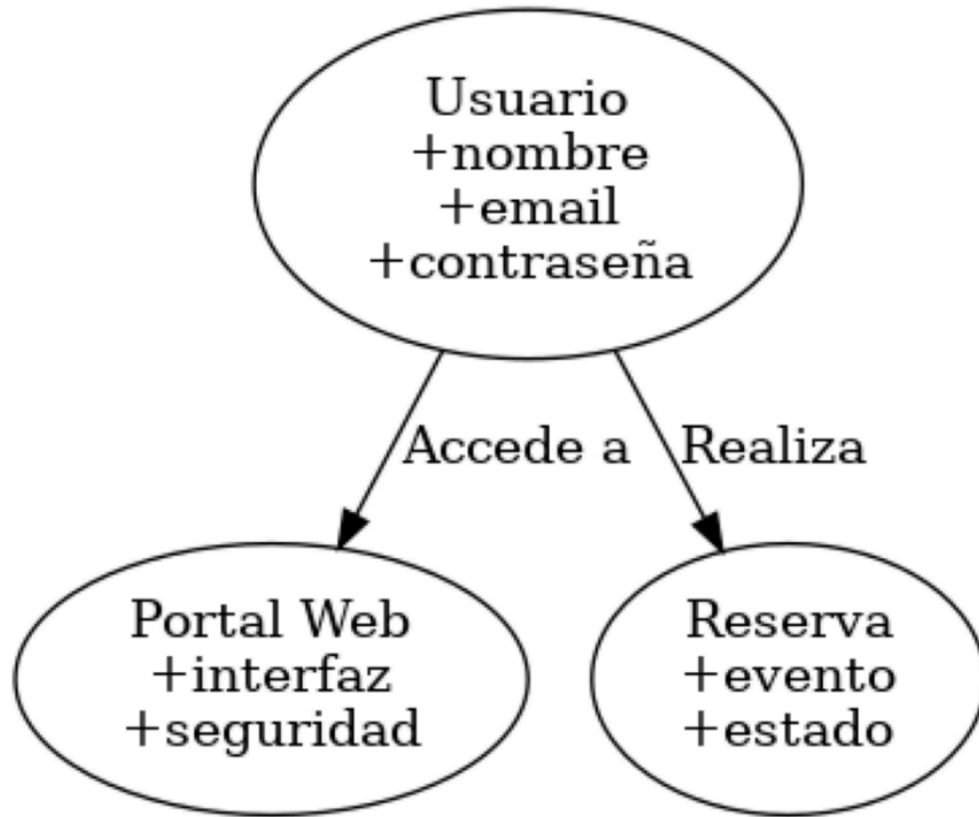 Usuario
+nombre
+email
+contraseña
Accede a
Realiza
Portal Web
+interfaz
+seguridad
Reserva
+evento
+estado